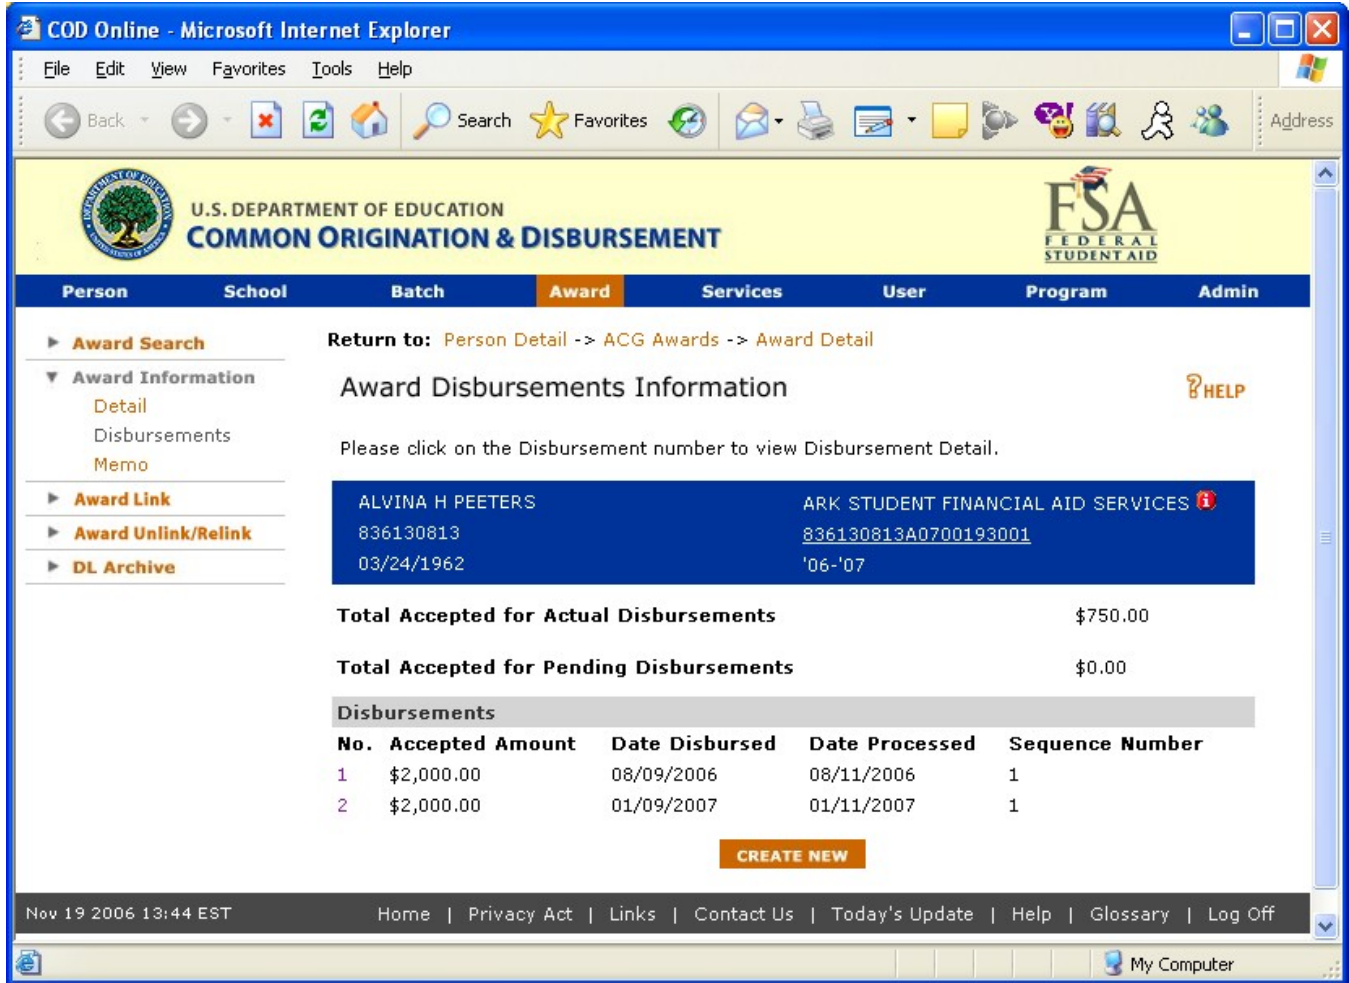 COD Online - Microsoft Internet Explorer
File Edit View Favorites Tools Help
Back Search Favorites Address
U.S. DEPARTMENT OF EDUCATION
COMMON ORIGINATION & DISBURSEMENT
FSA
FEDERAL
STUDENT AID
Person School Batch Award Services User Program Admin
Award Search
Award Information
Detail
Disbursements
Memo
Award Link
Award Unlink/Relink
DL Archive
Return to: Person Detail -> ACG Awards -> Award Detail
Award Disbursements Information
? HELP
Please click on the Disbursement number to view Disbursement Detail.
ALVINA H PEETERS ARK STUDENT FINANCIAL AID SERVICES
836130813 836130813A0700193001
03/24/1962 '06-'07
Total Accepted for Actual Disbursements $750.00
Total Accepted for Pending Disbursements $0.00
Disbursements
No. Accepted Amount Date Disbursed Date Processed Sequence Number
1 $2,000.00 08/09/2006 08/11/2006 1
2 $2,000.00 01/09/2007 01/11/2007 1
CREATE NEW
Nov 19 2006 13:44 EST Home | Privacy Act | Links | Contact Us | Today's Update | Help | Glossary | Log Off
My Computer